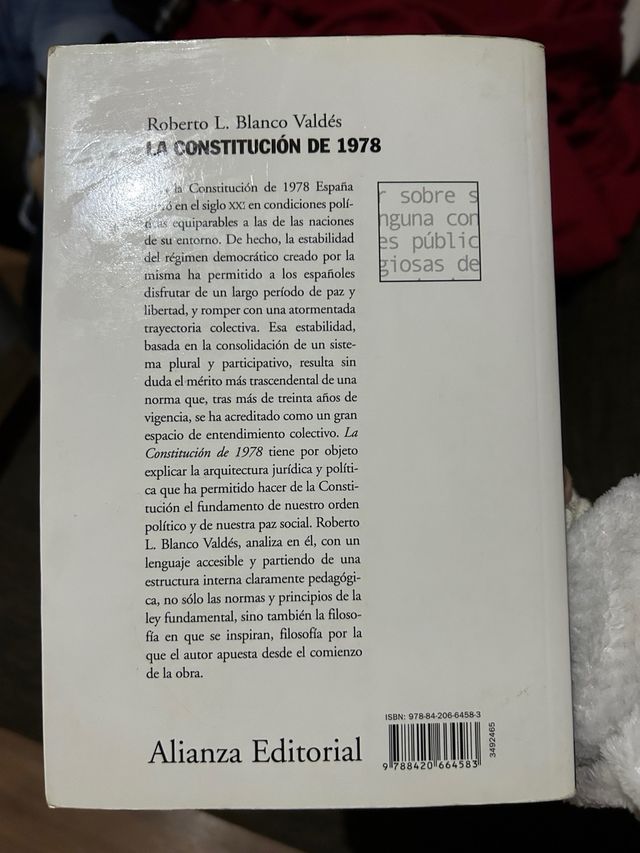 Roberto L. Blanco Valdés
LA CONSTITUCIÓN DE 1978
la Constitución de 1978 España
en el siglo XXI en condiciones polí-
ticas equiparables a las de las naciones
de su entorno. De hecho, la estabilidad
del régimen democrático creado por la
misma ha permitido a los españoles
disfrutar de un largo período de paz y
libertad, y romper con una atormentada
trayectoria colectiva. Esa estabilidad,
basada en la consolidación de un siste-
ma plural y participativo, resulta sin
duda el mérito más trascendental de una
norma que, tras más de treinta años de
vigencia, se ha acreditado como un gran
espacio de entendimiento colectivo. La
Constitución de 1978 tiene por objeto
explicar la arquitectura jurídica y políti-
ca que ha permitido hacer de la Consti-
tución el fundamento de nuestro orden
político y de nuestra paz social. Roberto
L. Blanco Valdés, analiza en él, con un
lenguaje accesible y partiendo de una
estructura interna claramente pedagógi-
ca, no sólo las normas y principios de la
ley fundamental, sino también la filoso-
fía en que se inspiran, filosofía por la
que el autor apuesta desde el comienzo
de la obra.
r sobre s
nguna con
es públic
giosas de
Alianza Editorial
ISBN: 978-84-206-6458-3
9 788420 664583
3492465